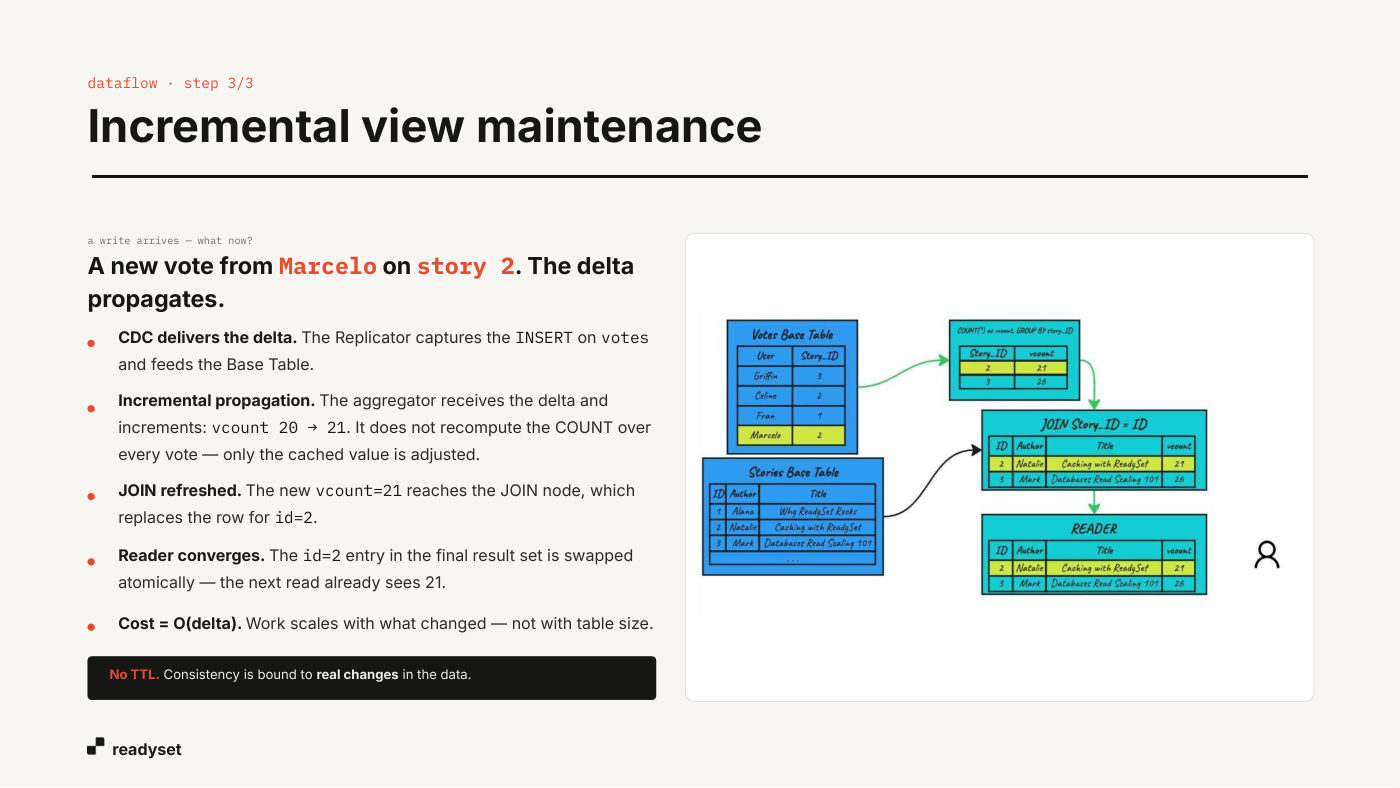 dataflow · step 3/3
Incremental view maintenance
a write arrives — what now?
A new vote from Marcelo on story 2. The delta
propagates.
CDC delivers the delta. The Replicator captures the INSERT on votes
and feeds the Base Table.
Incremental propagation. The aggregator receives the delta and
increments: vcount 20 → 21. It does not recompute the COUNT over
every vote — only the cached value is adjusted.
JOIN refreshed. The new vcount=21 reaches the JOIN node, which
replaces the row for id=2.
Reader converges. The id=2 entry in the final result set is swapped
atomically — the next read already sees 21.
Cost = O(delta). Work scales with what changed — not with table size.
No TTL. Consistency is bound to real changes in the data.
Votes Base Table
User Story_ID
Griffin 3
Celine 2
Fran 1
Marcelo 2
Stories Base Table
ID Author Title
1 Alana Why ReadySet Rocks
2 Natalie Caching with ReadySet
3 Mark Databases Read Scaling 101
...
COUNT(*) as vcount, GROUP BY story_ID
Story_ID vcount
2 21
3 26
JOIN Story_ID = ID
ID Author Title vcount
2 Natalie Caching with ReadySet 21
3 Mark Databases Read Scaling 101 26
READER
ID Author Title vcount
2 Natalie Caching with ReadySet 21
3 Mark Databases Read Scaling 101 26
readyset